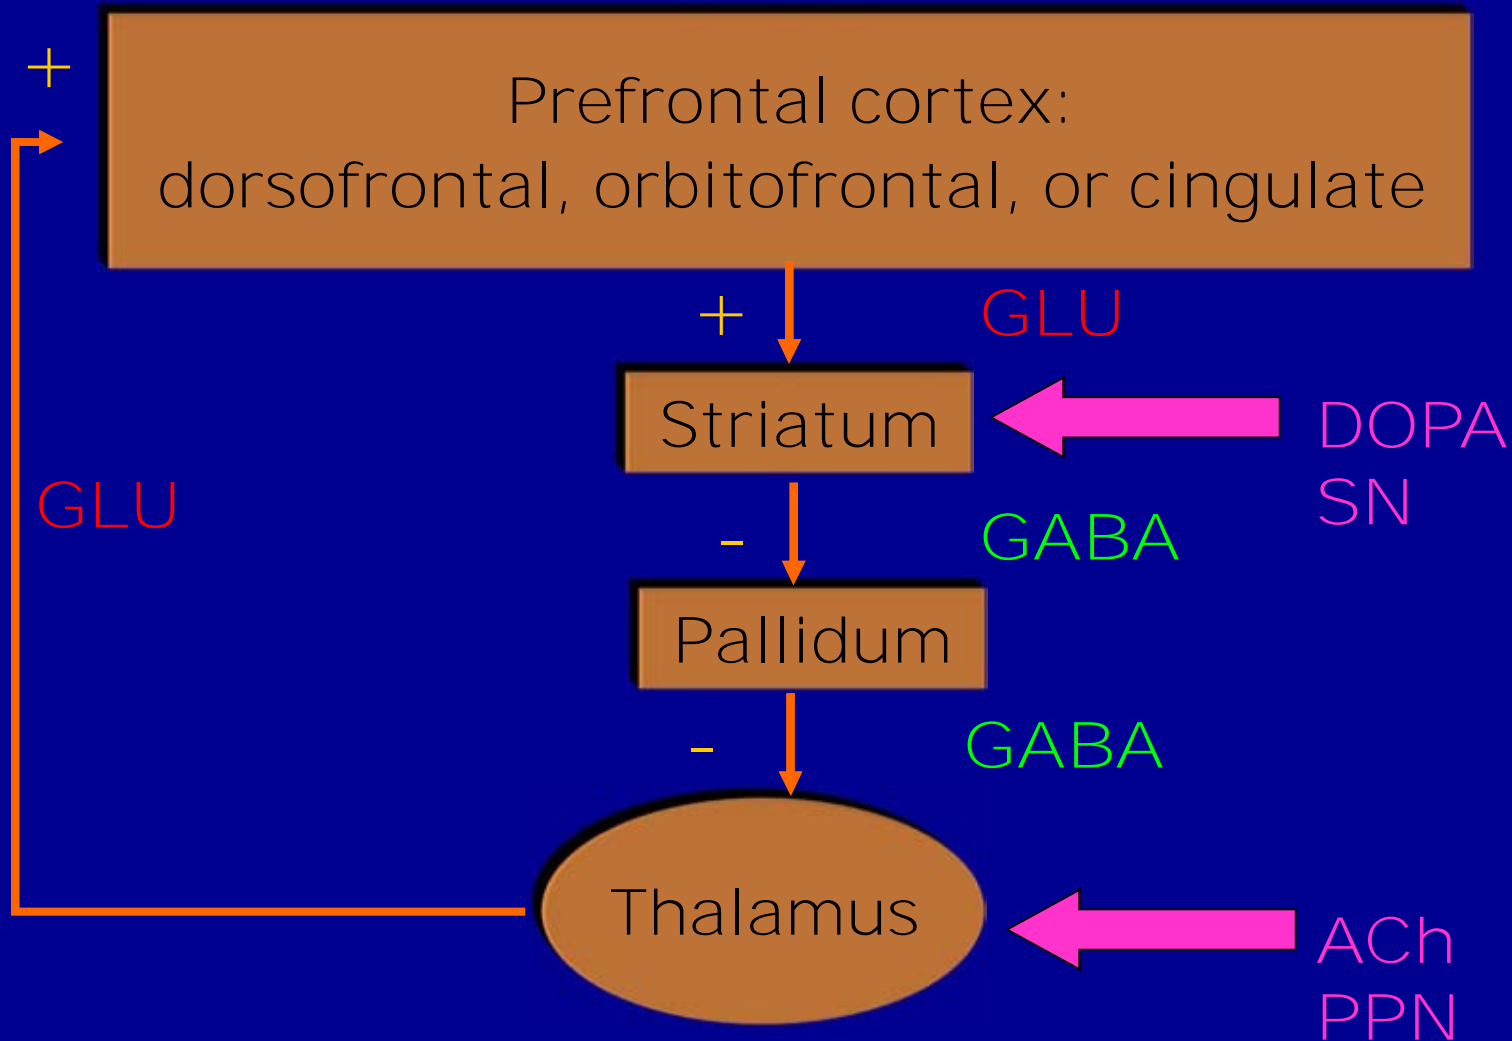 +
Prefrontal cortex:
dorsofrontal, orbitofrontal, or cingulate
+
GLU
Striatum
DOPA
SN
GLU
-
GABA
Pallidum
-
GABA
Thalamus
ACh
PPN